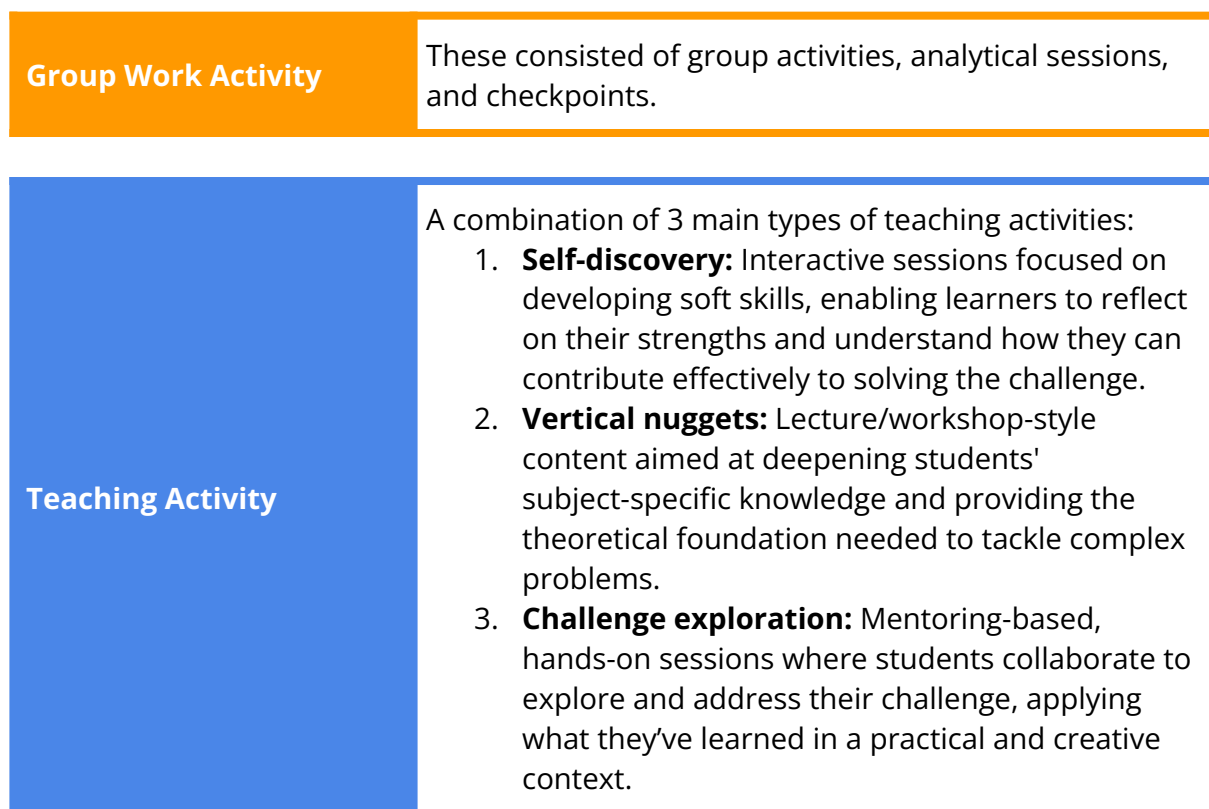 Group Work Activity
These consisted of group activities, analytical sessions,
and checkpoints.
Teaching Activity
A combination of 3 main types of teaching activities:
1. Self-discovery: Interactive sessions focused on
developing soft skills, enabling learners to reflect
on their strengths and understand how they can
contribute effectively to solving the challenge.
2. Vertical nuggets: Lecture/workshop-style
content aimed at deepening students'
subject-specific knowledge and providing the
theoretical foundation needed to tackle complex
problems.
3. Challenge exploration: Mentoring-based,
hands-on sessions where students collaborate to
explore and address their challenge, applying
what they’ve learned in a practical and creative
context.